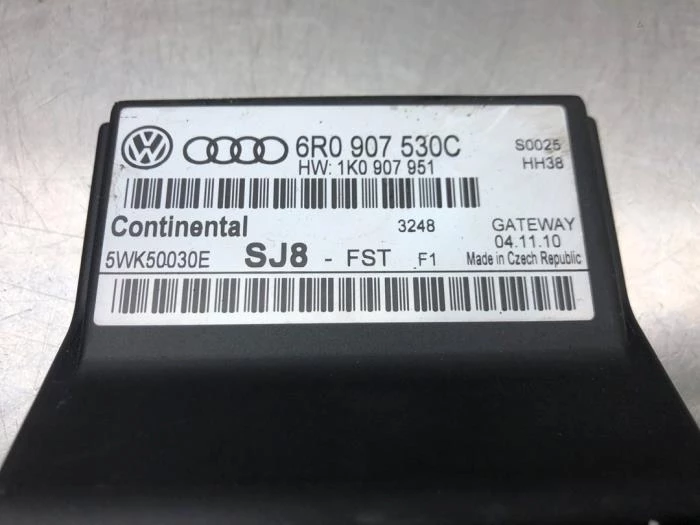 6R0 907 530C
S0025
HW: 1K0 907 951
HH38
Continental
3248
GATEWAY
04.11.10
5WK50030E SJ8 - FST F1
Made in Czech Republic